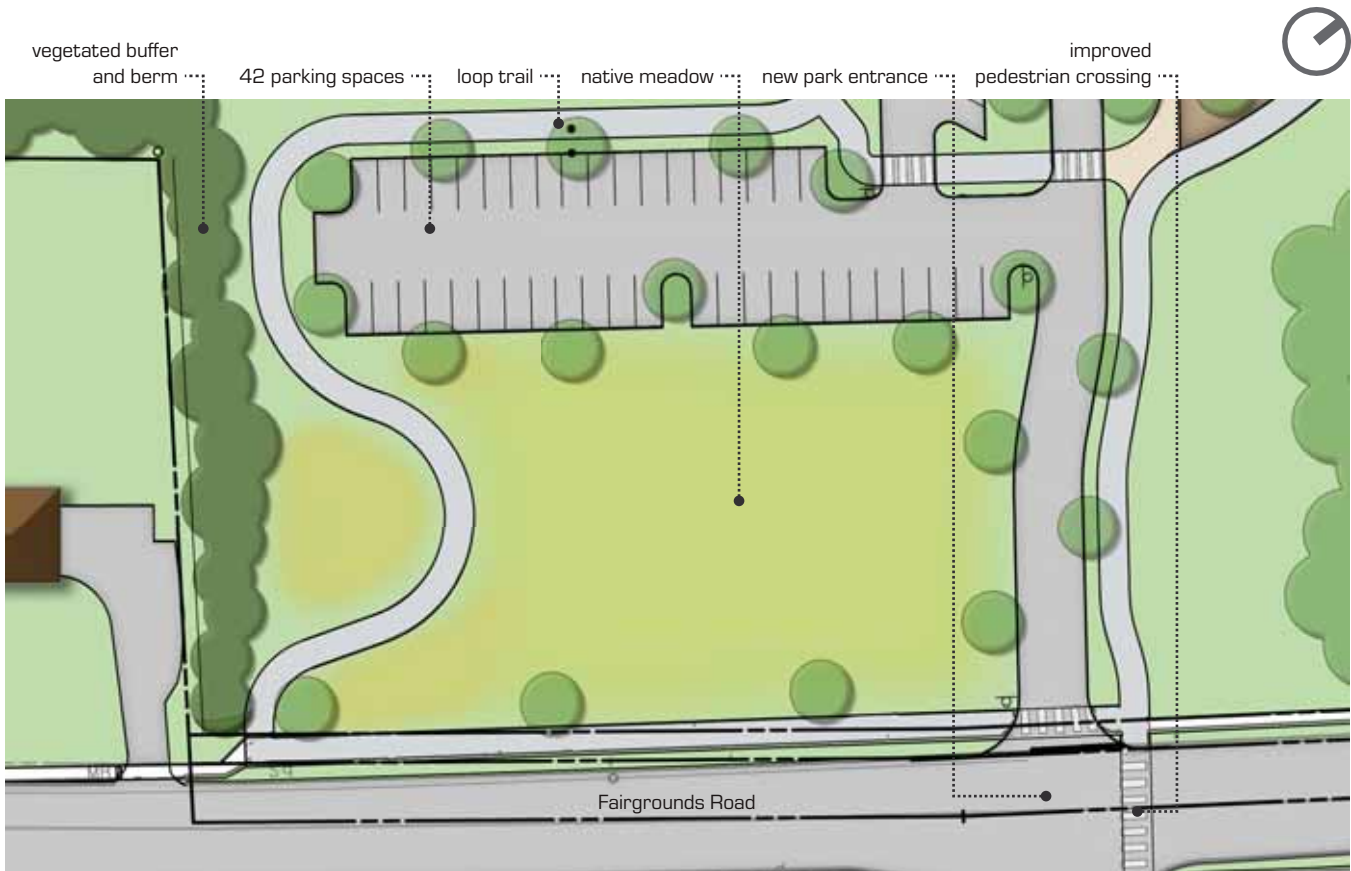 vegetated buffer
and berm
42 parking spaces
loop trail
native meadow
new park entrance
improved
pedestrian crossing
Fairgrounds Road